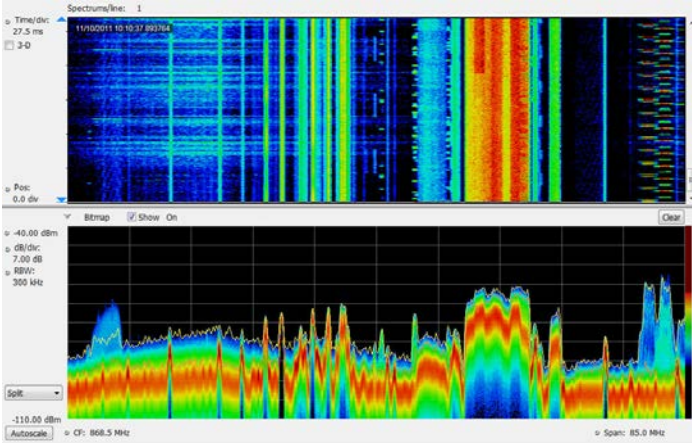 Spectrums/line: 1
Time/div:
27.5 ms
3-D
11/10/2011 10:10:37.893764
Pos:
0.0 div
Bitmap Show On Clear
-40.00 dBm
dB/div:
7.00 dB
RBW:
300 kHz
Split
-110.00 dBm
Autoscale CF: 868.5 MHz Span: 85.0 MHz